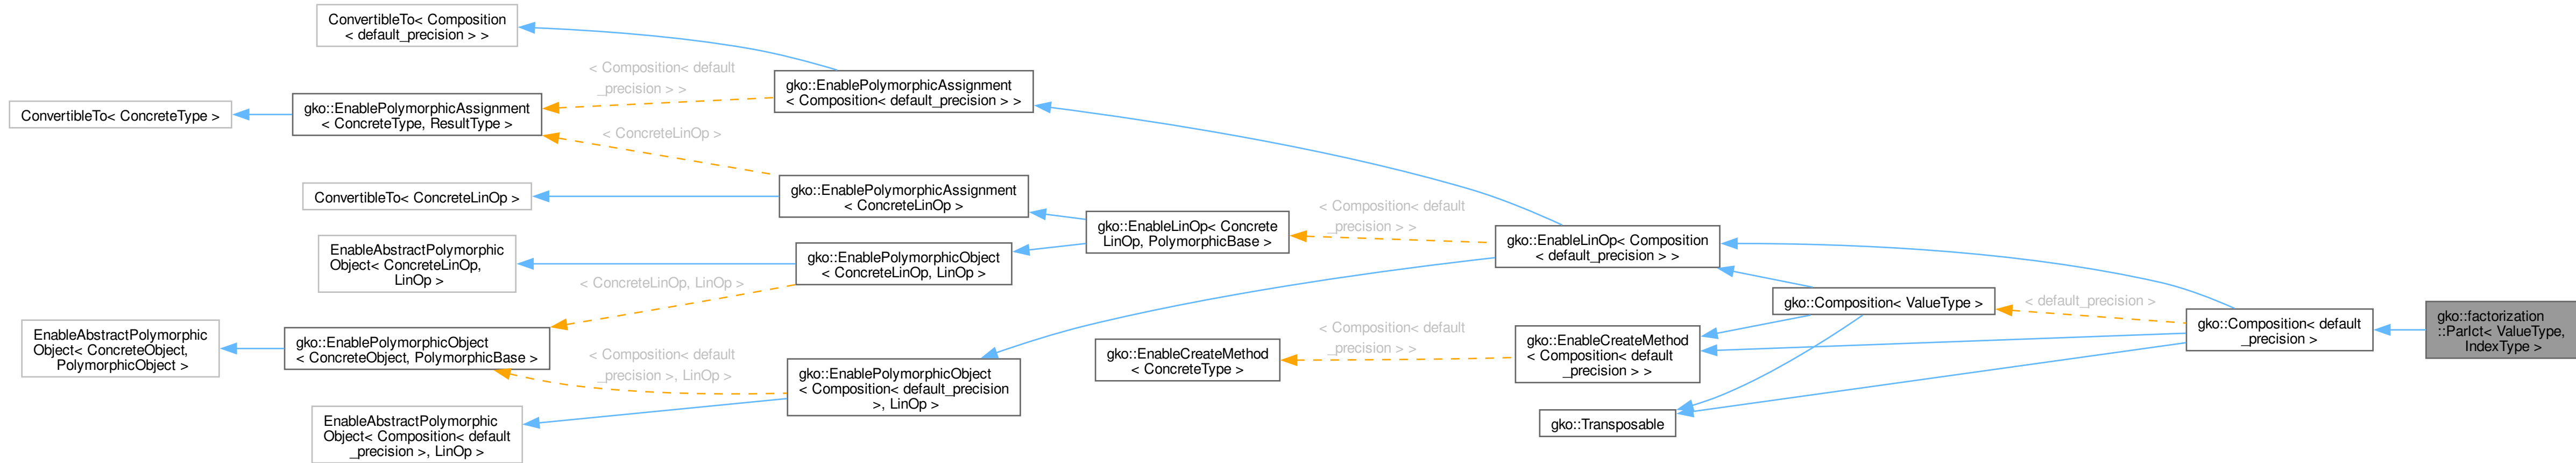 ConvertibleTo< Composition
< default_precision > >
ConvertibleTo< ConcreteType >
gko::EnablePolymorphicAssignment
< ConcreteType, ResultType >
ConvertibleTo< ConcreteLinOp >
EnableAbstractPolymorphic
Object< ConcreteLinOp,
LinOp >
EnableAbstractPolymorphic
Object< ConcreteObject,
PolymorphicObject >
gko::EnablePolymorphicObject
< ConcreteObject, PolymorphicBase >
EnableAbstractPolymorphic
Object< Composition< default
_precision >, LinOp >
< Composition< default
_precision > >
< ConcreteLinOp >
< ConcreteLinOp, LinOp >
< Composition< default
_precision >, LinOp >
gko::EnablePolymorphicAssignment
< Composition< default_precision > >
gko::EnablePolymorphicAssignment
< ConcreteLinOp >
gko::EnablePolymorphicObject
< ConcreteLinOp, LinOp >
gko::EnablePolymorphicObject
< Composition< default_precision
>, LinOp >
gko::EnableLinOp< Concrete
LinOp, PolymorphicBase >
gko::EnableCreateMethod
< ConcreteType >
< Composition< default
_precision > >
< Composition< default
_precision > >
gko::EnableLinOp< Composition
< default_precision > >
gko::EnableCreateMethod
< Composition< default
_precision > >
gko::Transposable
gko::Composition< ValueType >
< default_precision >
gko::Composition< default
_precision >
gko::factorization
::ParIct< ValueType,
IndexType >